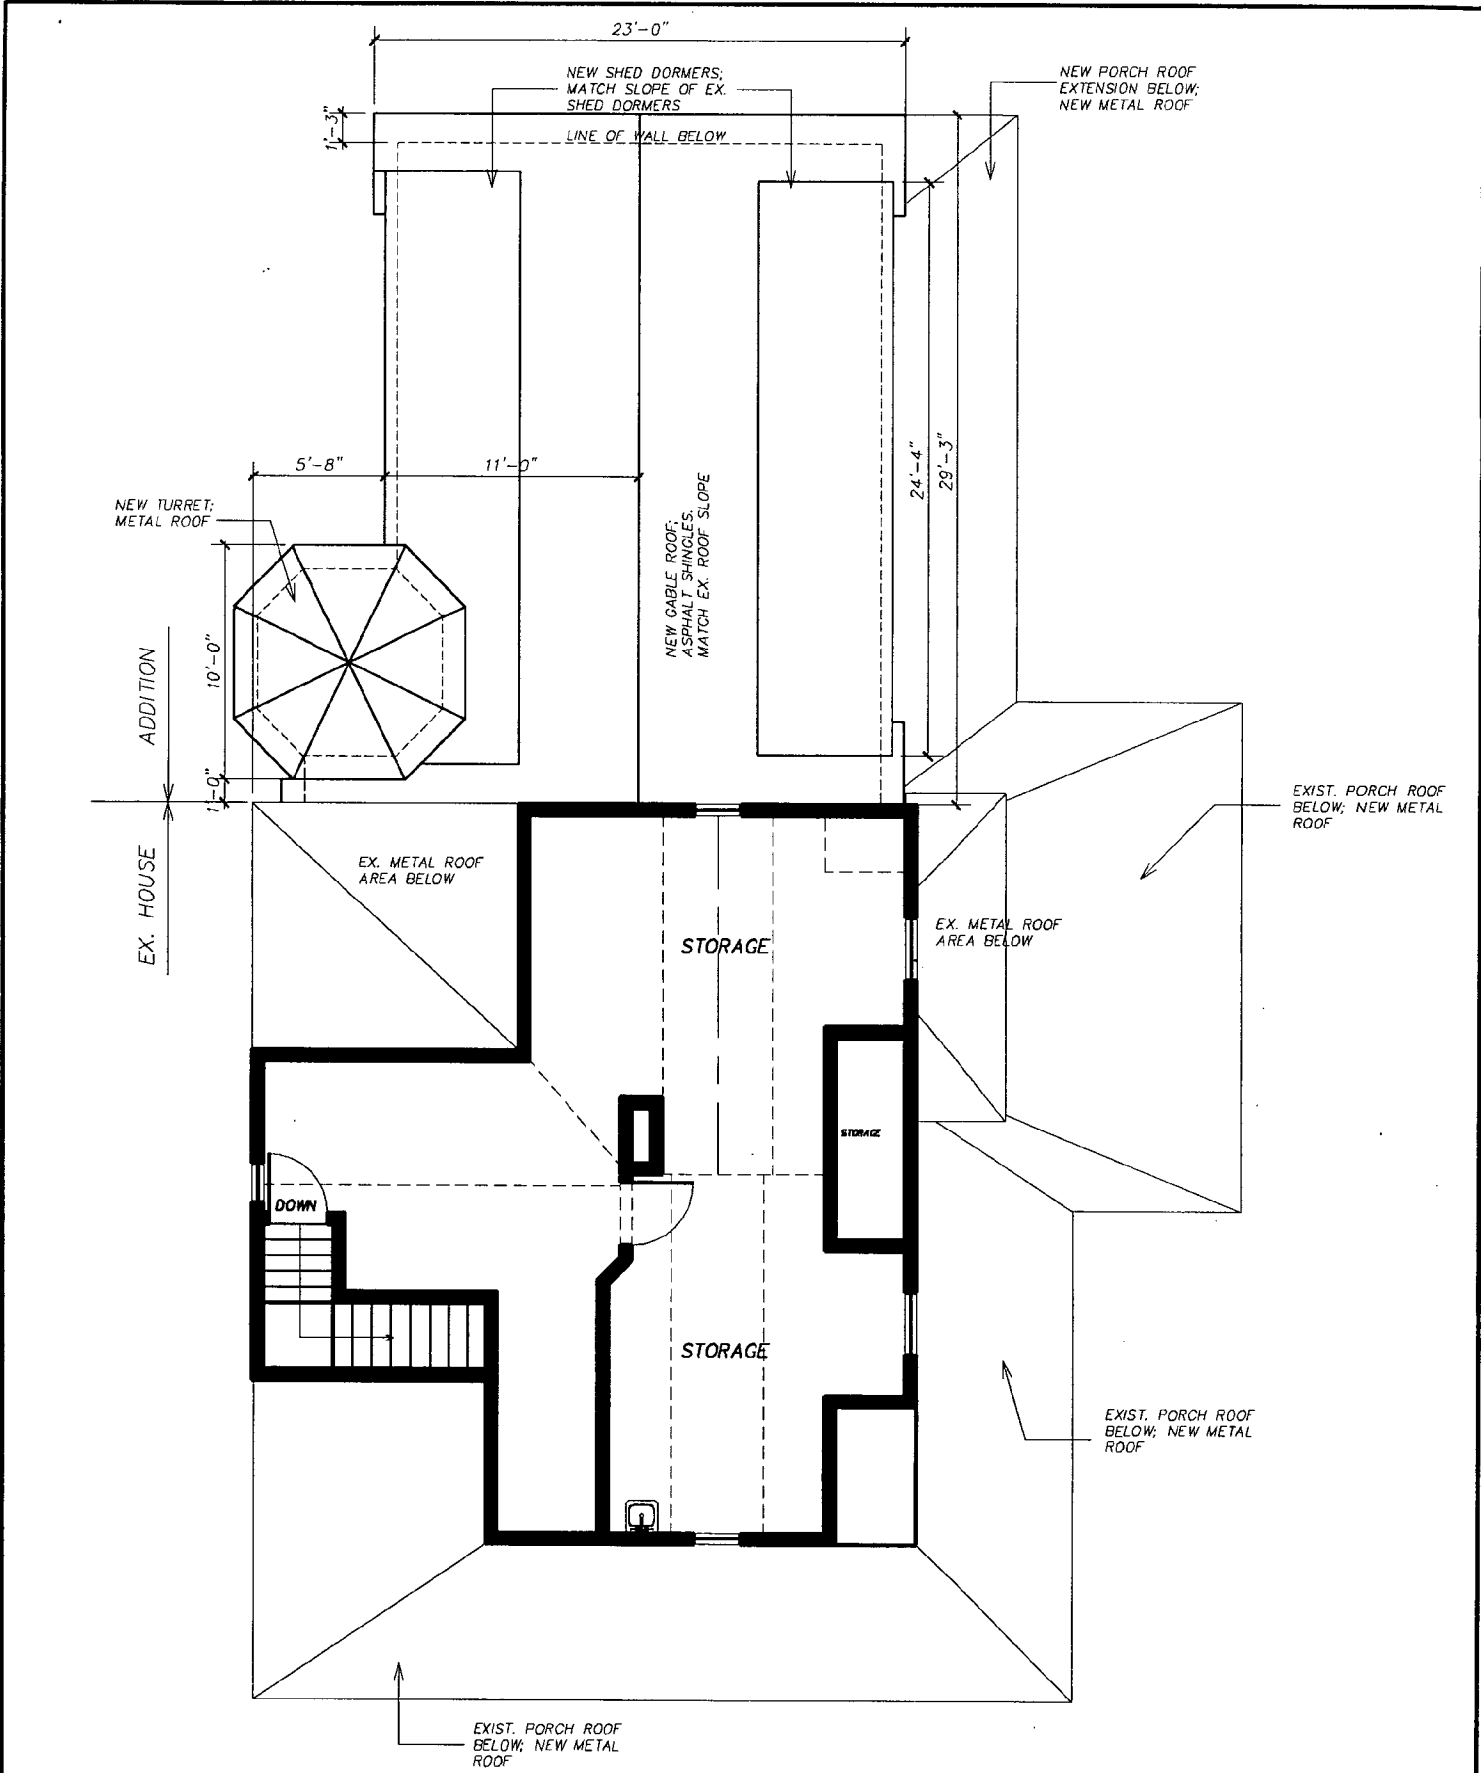 23'-0"
NEW SHED DORMERS;
MATCH SLOPE OF EX.
SHED DORMERS
NEW PORCH ROOF
EXTENSION BELOW;
NEW METAL ROOF
1'-3"
LINE OF WALL BELOW
5'-8"
11'-0"
24'-4"
29'-3"
NEW TURRET;
METAL ROOF
NEW GABLE ROOF;
ASPHALT SHINGLES.
MATCH EX. ROOF SLOPE
10'-0"
ADDITION
1'-0"
EXIST. PORCH ROOF
BELOW; NEW METAL
ROOF
EX. HOUSE
EX. METAL ROOF
AREA BELOW
STORAGE
EX. METAL ROOF
AREA BELOW
STORAGE
DOWN
STORAGE
EXIST. PORCH ROOF
BELOW; NEW METAL
ROOF
EXIST. PORCH ROOF
BELOW; NEW METAL
ROOF